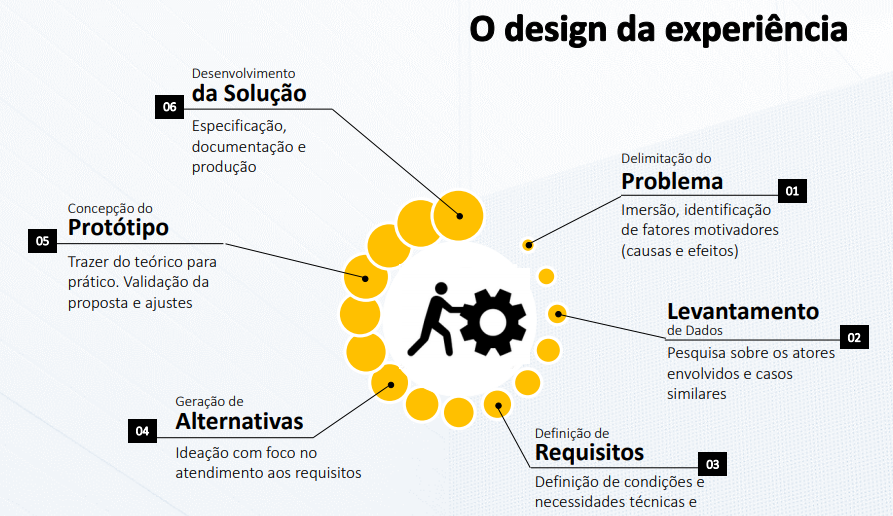 O design da experiência
Delimitação do
Problema
01
Imersão, identificação
de fatores motivadores
(causas e efeitos)
Levantamento
de Dados
02
Pesquisa sobre os atores
envolvidos e casos
similares
Definição de
Requisitos
03
Definição de condições e
necessidades técnicas e
Geração de
Alternativas
04
Ideação com foco no
atendimento aos requisitos
Concepção do
Protótipo
05
Trazer do teórico para
prático. Validação da
proposta e ajustes
Desenvolvimento
da Solução
06
Especificação,
documentação e
produção